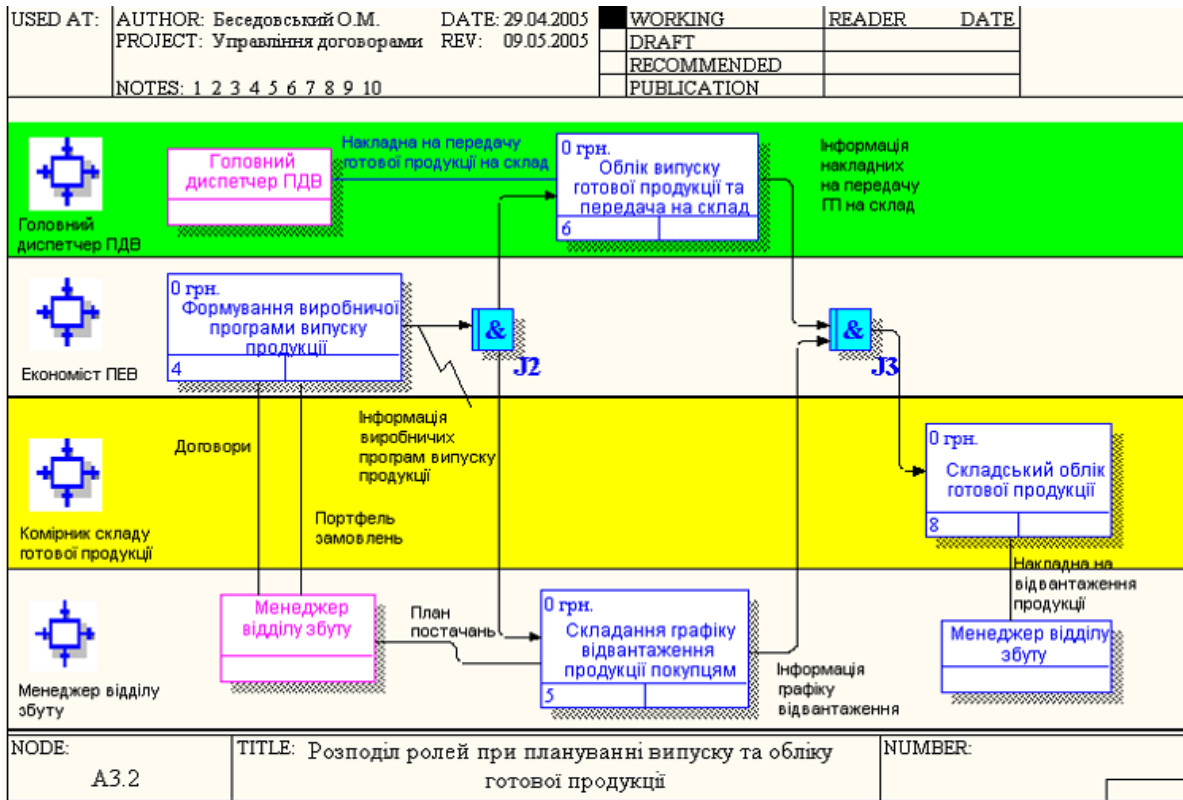 USED AT:
AUTHOR: Беседовський О.М.
DATE: 29.04.2005
PROJECT: Управління договорами
REV: 09.05.2005
NOTES: 1 2 3 4 5 6 7 8 9 10
WORKING
DRAFT
RECOMMENDED
PUBLICATION
READER DATE
Головний
диспетчер ПДВ
Головний
диспетчер ПДВ
Накладна на передачу
готової продукції на склад
0 грн.
Облік випуску
готової продукції та
передача на склад
6
Інформація
накладних
на передачу
ГП на склад
Економіст ПЕВ
0 грн.
Формування виробничої
програми випуску
продукції
4
&
J2
&
J3
Комірник складу
готової продукції
Договори
Інформація
виробничих
програм випуску
продукції
Портфель
замовлень
0 грн.
Складський облік
готової продукції
8
Накладна на
відвантаження
продукції
Менеджер відділу
збуту
Менеджер
відділу збуту
План
постачань
0 грн.
Складання графіку
відвантаження
продукції покупцям
5
Інформація
графіку
відвантаження
Менеджер відділу
збуту
NODE:
А3.2
TITLE: Розподіл ролей при плануванні випуску та обліку
готової продукції
NUMBER: